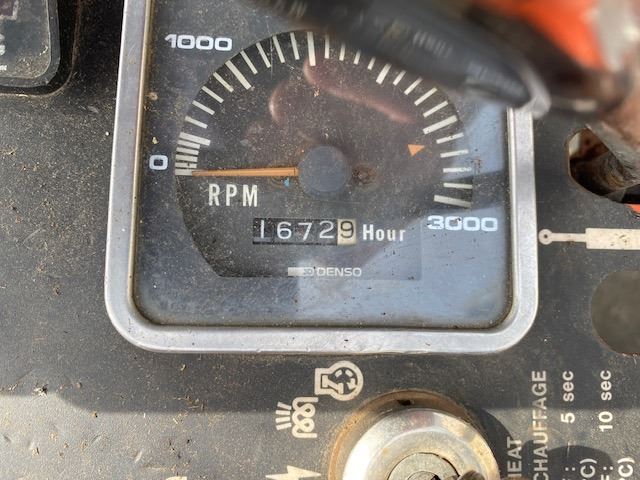 1000
0
RPM
16729 Hour
3000
DENSO
HEAT
CHAUFFAGE
5 sec
10 sec